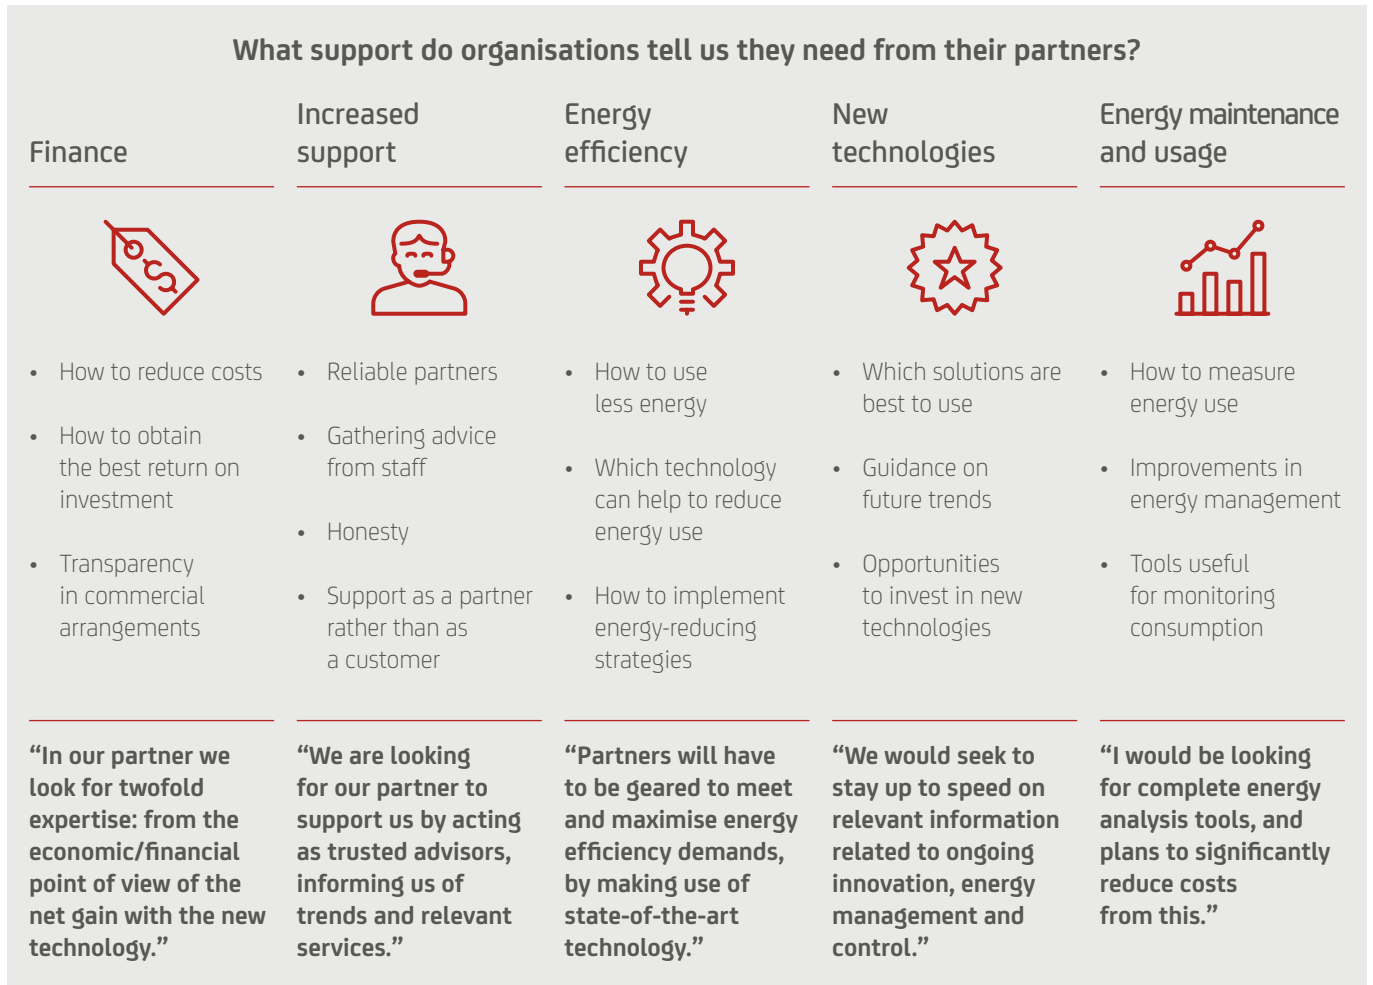 What support do organisations tell us they need from their partners?
Finance
• How to reduce costs
• How to obtain
the best return on
investment
• Transparency
in commercial
arrangements
“In our partner we
look for twofold
expertise: from the
economic/financial
point of view of the
net gain with the new
technology.”
Increased
support
• Reliable partners
• Gathering advice
from staff
• Honesty
• Support as a partner
rather than as
a customer
“We are looking
for our partner to
support us by acting
as trusted advisors,
informing us of
trends and relevant
services.”
Energy
efficiency
• How to use
less energy
• Which technology
can help to reduce
energy use
• How to implement
energy-reducing
strategies
“Partners will have
to be geared to meet
and maximise energy
efficiency demands,
by making use of
state-of-the-art
technology.”
New
technologies
• Which solutions are
best to use
• Guidance on
future trends
• Opportunities
to invest in new
technologies
“We would seek to
stay up to speed on
relevant information
related to ongoing
innovation, energy
management and
control.”
Energy maintenance
and usage
• How to measure
energy use
• Improvements in
energy management
• Tools useful
for monitoring
consumption
“I would be looking
for complete energy
analysis tools, and
plans to significantly
reduce costs
from this.”